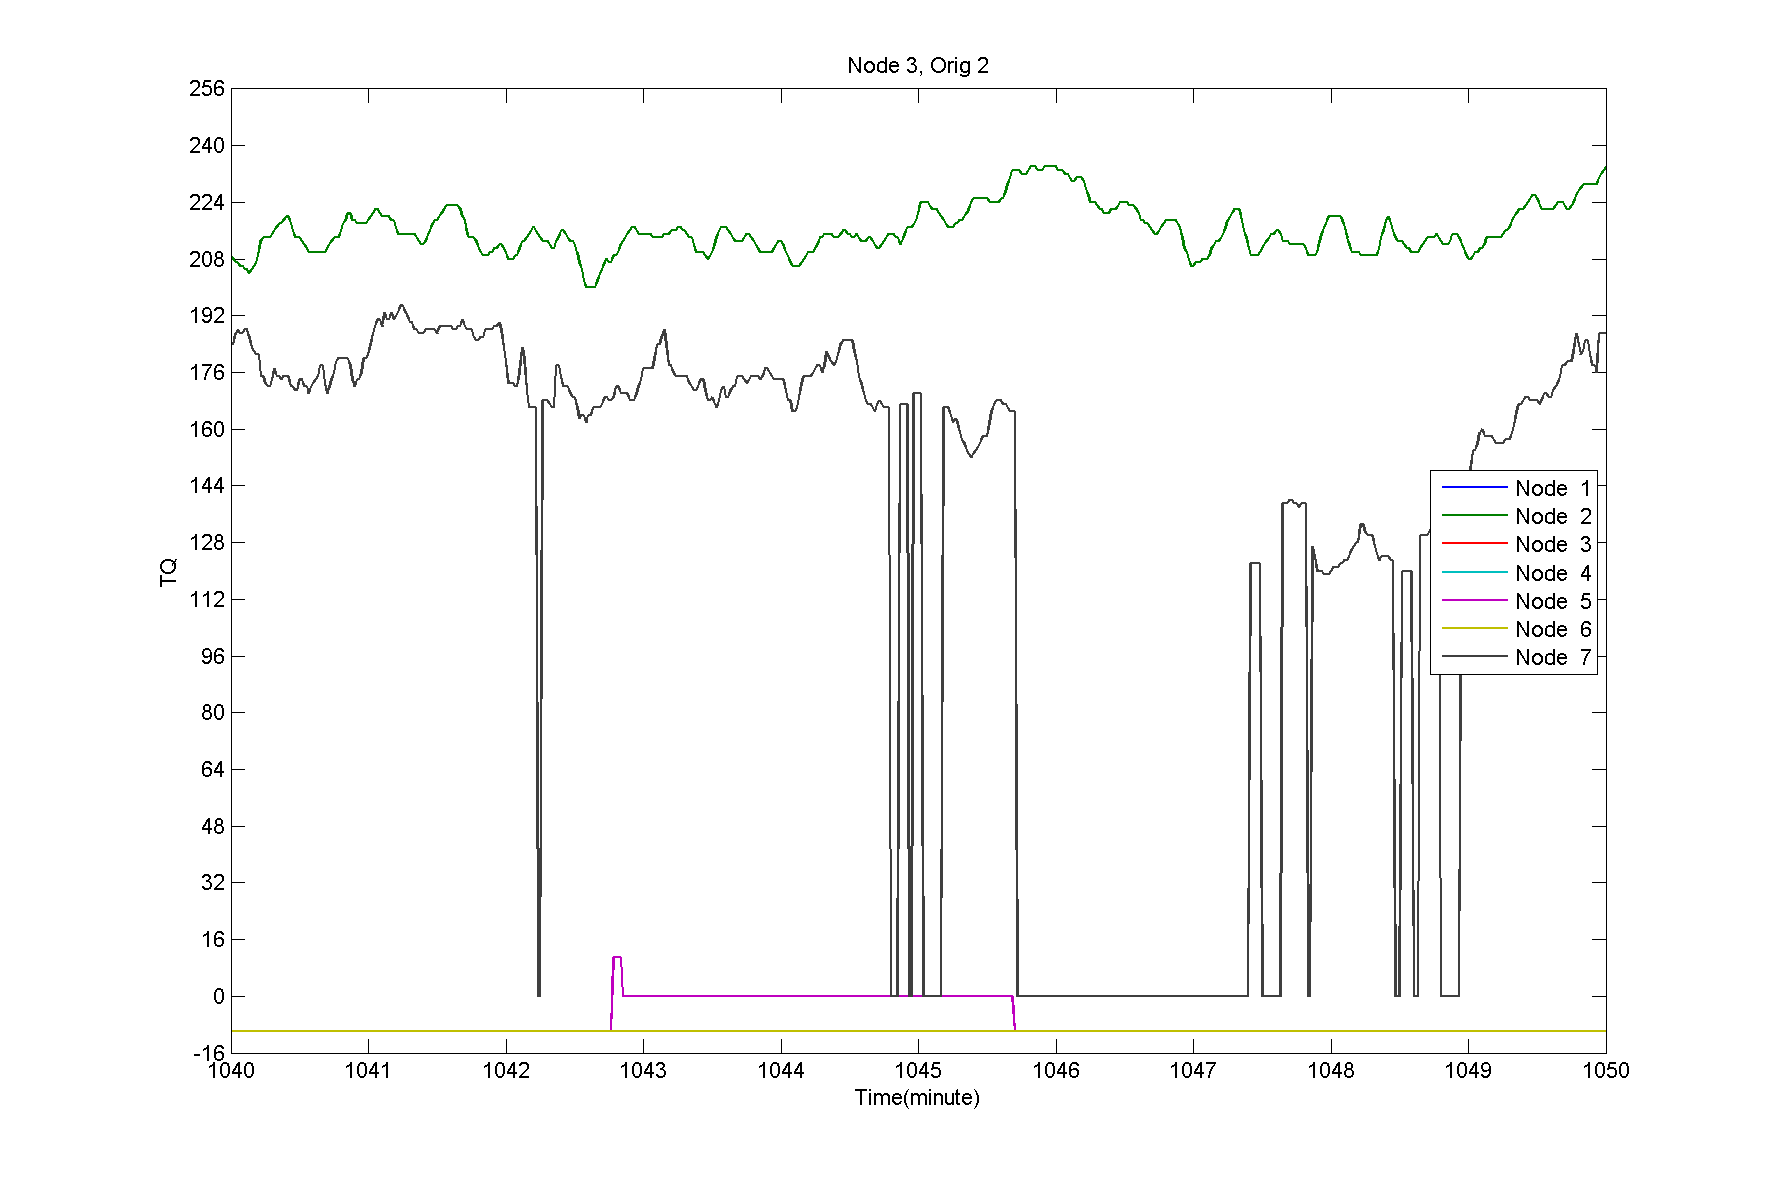 Node 3, Orig 2
256
240
224
208
192
176
160
144
128
112
96
80
64
48
32
16
0
-16
TQ
Node 1
Node 2
Node 3
Node 4
Node 5
Node 6
Node 7
1040 1041 1042 1043 1044 1045 1046 1047 1048 1049 1050
Time(minute)